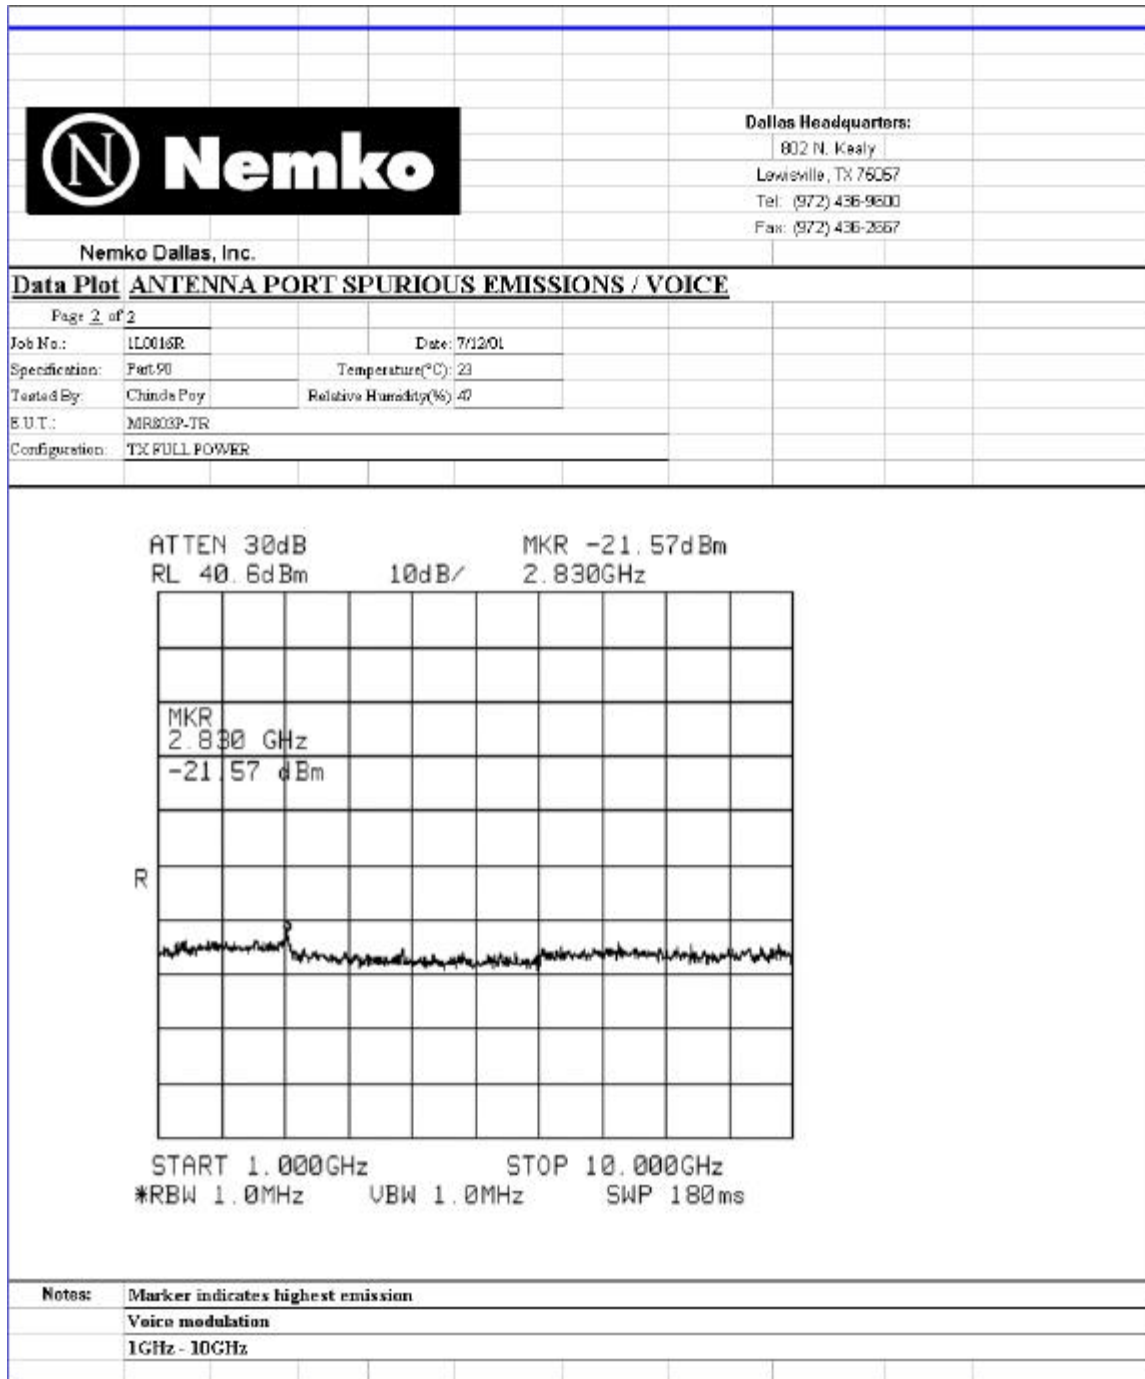 N Nemko
Nemko Dallas, Inc.
Dallas Headquarters:
802 N. Kealy
Lewisville, TX 75057
Tel: (972) 436-9600
Fax: (972) 436-2667
Data Plot ANTENNA PORT SPURIOUS EMISSIONS / VOICE
Page 2 of 2
Job No.: 1L0016R Date: 7/12/01
Specification: Part 90 Temperature(°C): 23
Tested By: Chinda Poy Relative Humidity(%) 47
E.U.T.: MR803P-TR
Configuration: TX FULL POWER
ATTEN 30dB MKR -21.57dBm
RL 40.6dBm 10dB/ 2.830GHz
MKR
2.830 GHz
-21.57 dBm
R
START 1.000GHz STOP 10.000GHz
*RBW 1.0MHz VBW 1.0MHz SWP 180ms
Notes: Marker indicates highest emission
Voice modulation
1GHz - 10GHz